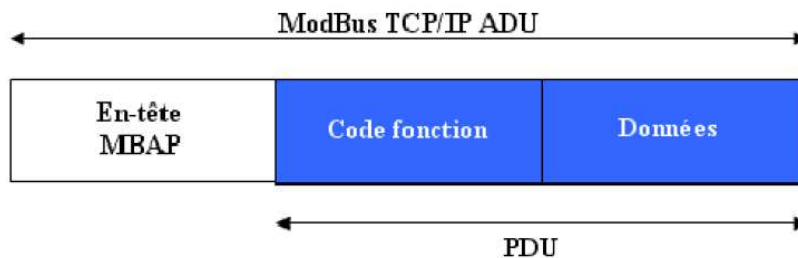 ModBus TCP/IP ADU
En-tête
MBAP
Code fonction
Données
PDU